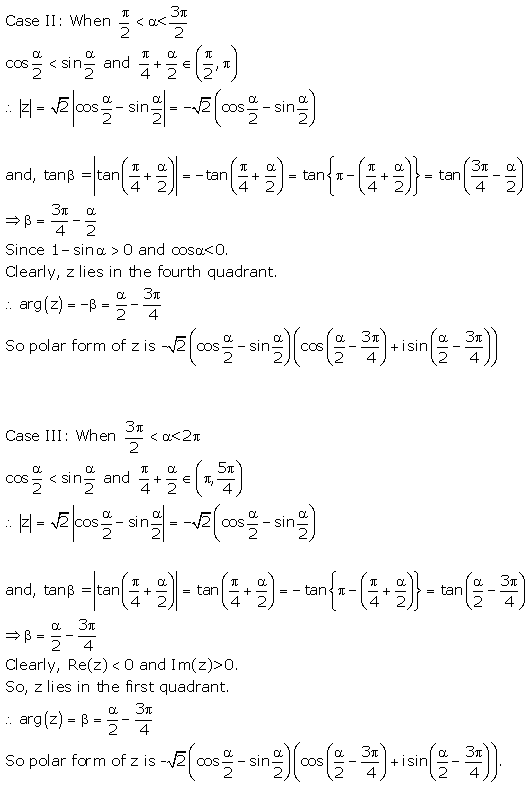 Case II: When π/2 < α < 3π/2
cos α/2 < sin α/2 and π/4 + α/2 ∈ (π/2, π)
∴ |z| = √2 |cos α/2 − sin α/2| = −√2 (cos α/2 − sin α/2)
and, tanβ = |tan(π/4 + α/2)| = −tan(π/4 + α/2) = tan{π − (π/4 + α/2)} = tan(3π/4 − α/2)
⇒ β = 3π/4 − α/2
Since 1 − sin α > 0 and cosα<0.
Clearly, z lies in the fourth quadrant.
∴ arg(z) = −β = α/2 − 3π/4
So polar form of z is -√2 (cos α/2 − sin α/2)(cos(α/2 − 3π/4) + isin(α/2 − 3π/4))
Case III: When 3π/2 < α<2π
cos α/2 < sin α/2 and π/4 + α/2 ∈ (π, 5π/4)
∴ |z| = √2 |cos α/2 − sin α/2| = −√2 (cos α/2 − sin α/2)
and, tanβ = |tan(π/4 + α/2)| = tan(π/4 + α/2) = − tan{π − (π/4 + α/2)} = tan(α/2 − 3π/4)
⇒ β = α/2 − 3π/4
Clearly, Re(z) < 0 and Im(z)>0.
So, z lies in the first quadrant.
∴ arg(z) = β = α/2 − 3π/4
So polar form of z is -√2 (cos α/2 − sin α/2)(cos(α/2 − 3π/4) + isin(α/2 − 3π/4)).